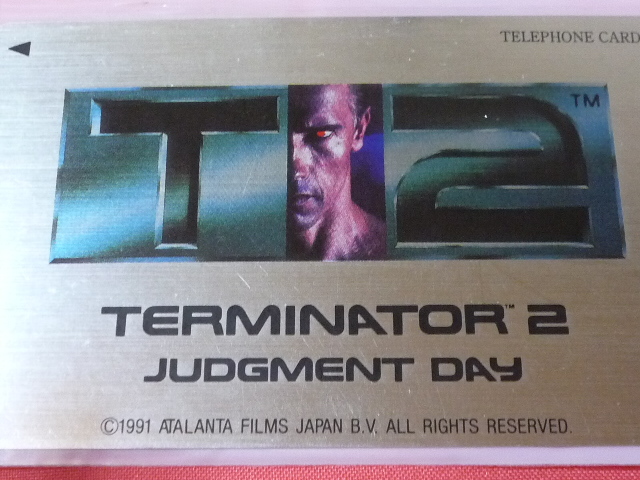 TELEPHONE CARD
T2™
TERMINATOR™ 2
JUDGMENT DAY
©1991 ATALANTA FILMS JAPAN B.V. ALL RIGHTS RESERVED.